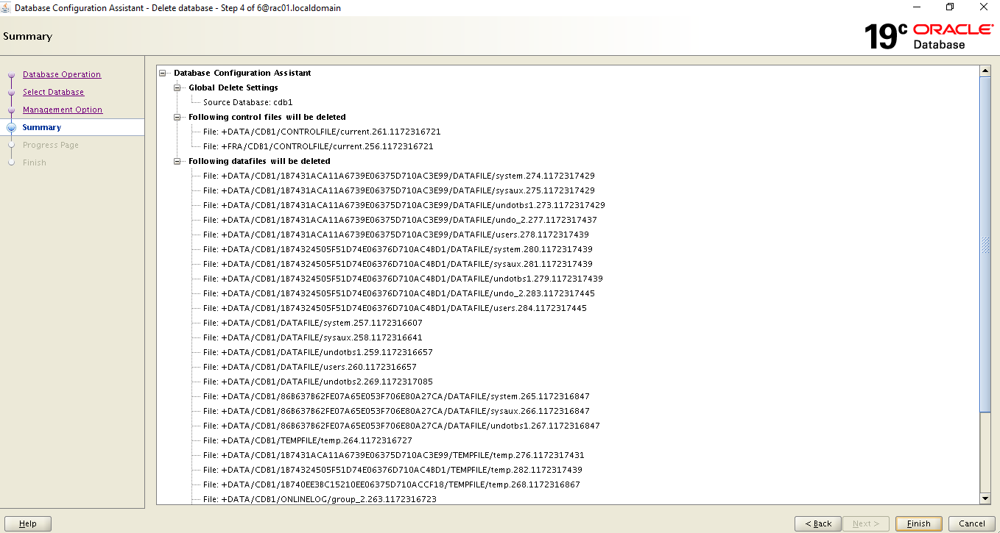 Database Configuration Assistant - Delete database - Step 4 of 6@rac01.localdomain
Summary
19c ORACLE
Database
Database Operation
Select Database
Management Option
Summary
Progress Page
Finish
Database Configuration Assistant
Global Delete Settings
Source Database: cdb1
Following control files will be deleted
File: +DATA/CDB1/CONTROLFILE/current.261.1172316721
File: +FRA/CDB1/CONTROLFILE/current.256.1172316721
Following datafiles will be deleted
File: +DATA/CDB1/1B7431ACA11A6739E06375D710AC3E99/DATAFILE/system.274.1172317429
File: +DATA/CDB1/1B7431ACA11A6739E06375D710AC3E99/DATAFILE/sysaux.275.1172317429
File: +DATA/CDB1/1B7431ACA11A6739E06375D710AC3E99/DATAFILE/undotbs1.273.1172317429
File: +DATA/CDB1/1B7431ACA11A6739E06375D710AC3E99/DATAFILE/undo_2.277.1172317437
File: +DATA/CDB1/1B7431ACA11A6739E06375D710AC3E99/DATAFILE/users.278.1172317439
File: +DATA/CDB1/1B74324505F51D74E06376D710AC4BD1/DATAFILE/system.280.1172317439
File: +DATA/CDB1/1B74324505F51D74E06376D710AC4BD1/DATAFILE/sysaux.281.1172317439
File: +DATA/CDB1/1B74324505F51D74E06376D710AC4BD1/DATAFILE/undotbs1.279.1172317439
File: +DATA/CDB1/1B74324505F51D74E06376D710AC4BD1/DATAFILE/undo_2.283.1172317445
File: +DATA/CDB1/1B74324505F51D74E06376D710AC4BD1/DATAFILE/users.284.1172317445
File: +DATA/CDB1/DATAFILE/system.257.1172316607
File: +DATA/CDB1/DATAFILE/sysaux.258.1172316641
File: +DATA/CDB1/DATAFILE/undotbs1.259.1172316657
File: +DATA/CDB1/DATAFILE/users.260.1172316657
File: +DATA/CDB1/DATAFILE/undotbs2.269.1172317085
File: +DATA/CDB1/86B637B62FE07A65E053F706E80A27CA/DATAFILE/system.265.1172316847
File: +DATA/CDB1/86B637B62FE07A65E053F706E80A27CA/DATAFILE/sysaux.266.1172316847
File: +DATA/CDB1/86B637B62FE07A65E053F706E80A27CA/DATAFILE/undotbs1.267.1172316847
File: +DATA/CDB1/TEMPFILE/temp.264.1172316727
File: +DATA/CDB1/1B7431ACA11A6739E06375D710AC3E99/TEMPFILE/temp.276.1172317431
File: +DATA/CDB1/1B74324505F51D74E06376D710AC4BD1/TEMPFILE/temp.282.1172317439
File: +DATA/CDB1/1B740EE3BC15210EE06375D710ACCF18/TEMPFILE/temp.268.1172316867
File: +DATA/CDB1/ONLINELOG/group_2.263.1172316723
Help
< Back
Next >
Finish
Cancel